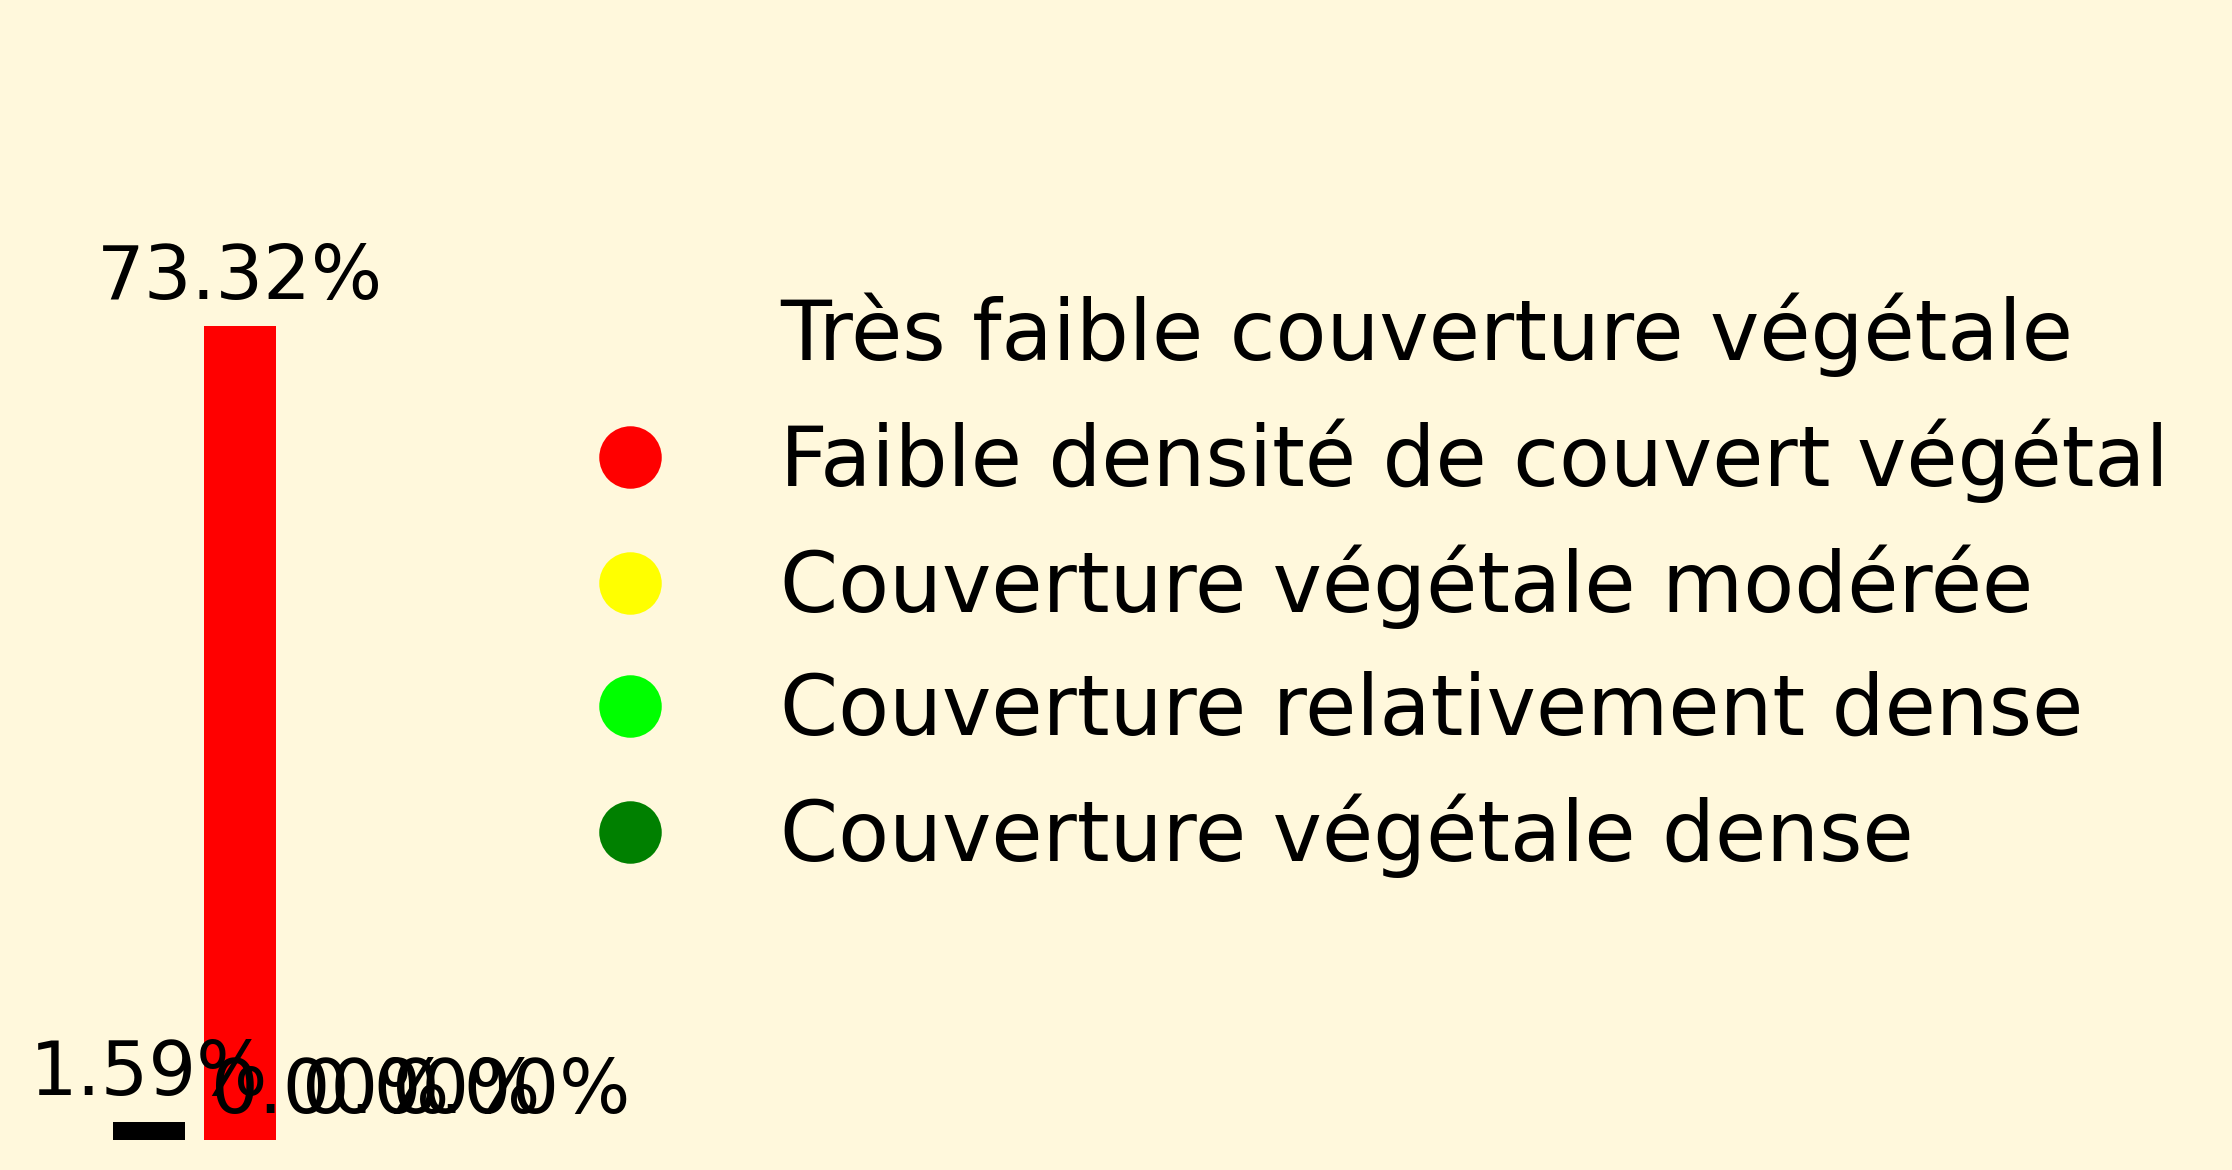 73.32%
Très faible couverture végétale
Faible densité de couvert végétal
Couverture végétale modérée
Couverture relativement dense
Couverture végétale dense
1.59%
0.00%
0.00%
0.00%